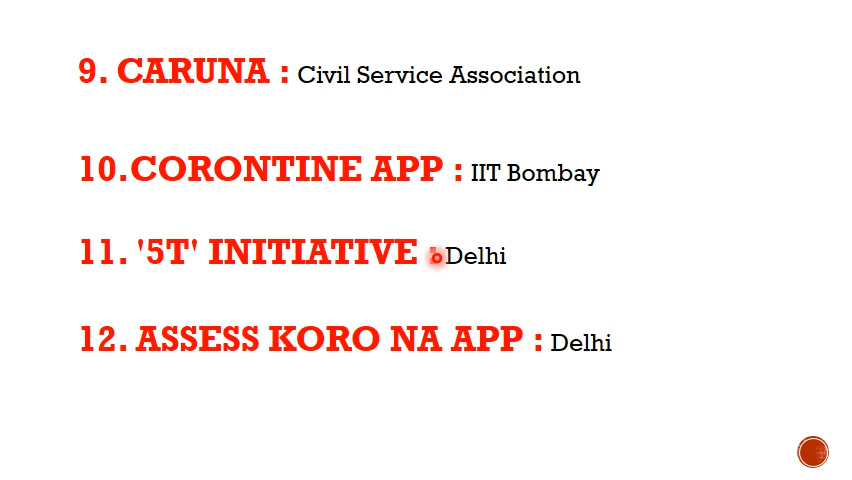 9. CARUNA : Civil Service Association
10.CORONTINE APP : IIT Bombay
11. '5T' INITIATIVE : Delhi
12. ASSESS KORO NA APP : Delhi